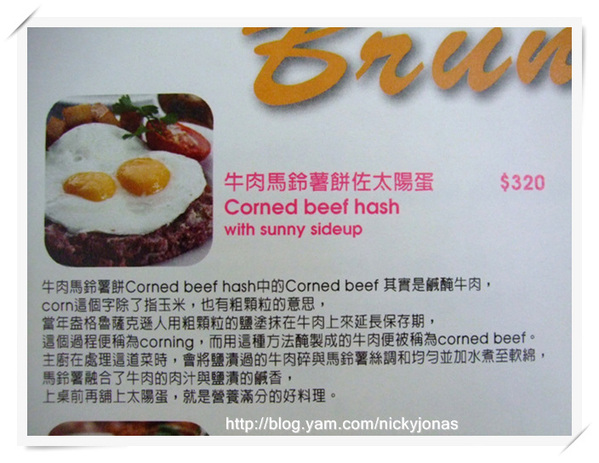 Brun
牛肉馬鈴薯餅佐太陽蛋 $320
Corned beef hash
with sunny sideup
牛肉馬鈴薯餅Corned beef hash中的Corned beef 其實是鹹醃牛肉，
corn這個字除了指玉米，也有粗顆粒的意思，
當年盎格魯薩克遜人用粗顆粒的鹽塗抹在牛肉上來延長保存期，
這個過程便稱為corning，而用這種方法醃製成的牛肉便被稱為corned beef。
主廚在處理這道菜時，會將鹽漬過的牛肉碎與馬鈴薯絲調和均勻並加水煮至軟綿，
馬鈴薯融合了牛肉的肉汁與鹽漬的鹹香，
上桌前再舖上太陽蛋，就是營養滿分的好料理。
http://blog.yam.com/nickyjonas